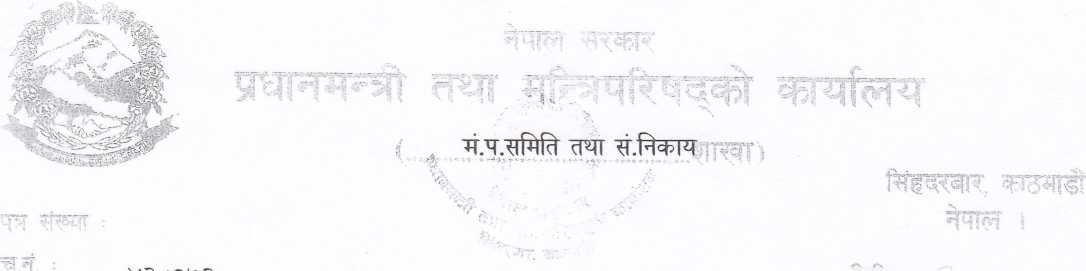 नेपाल सरकार
प्रधानमन्त्री तथा मन्त्रिपरिषद्को कार्यालय
( मं.प.समिति तथा सं.निकाय शाखा)
सिंहदरबार, काठमाडौं
नेपाल ।
पत्र संख्या :
च.नं. :